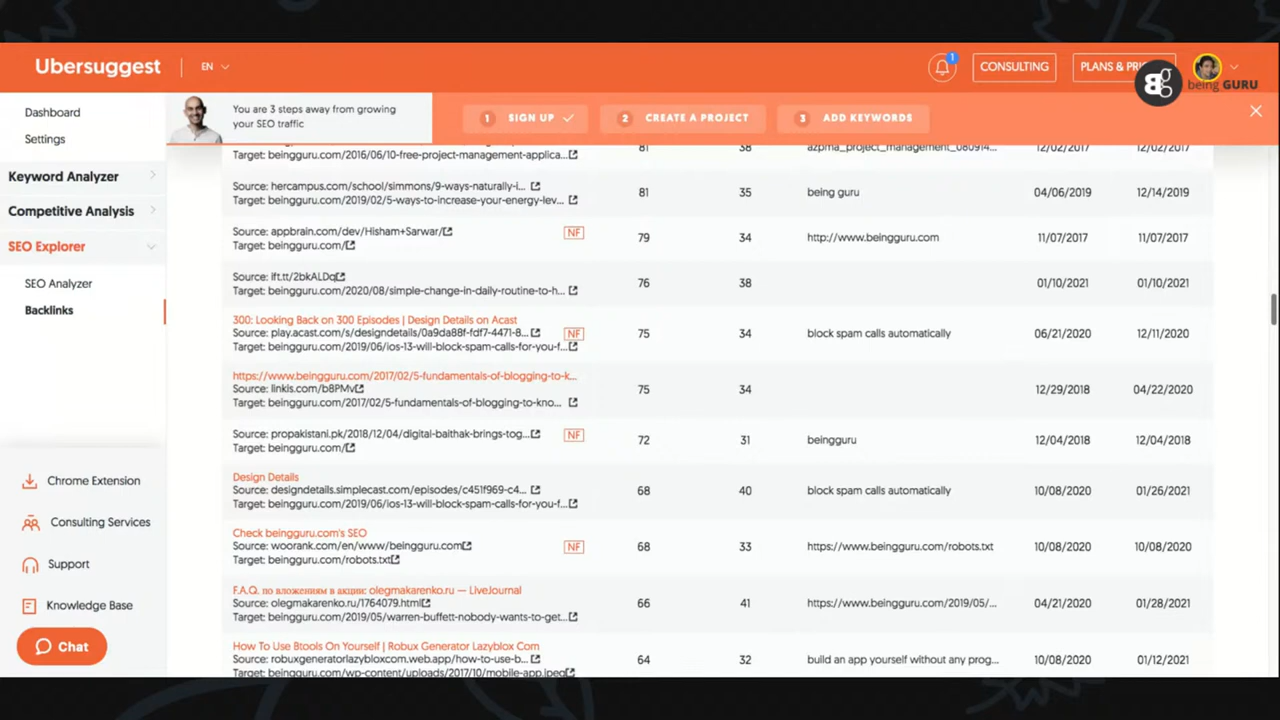 Ubersuggest
EN
1
CONSULTING
PLANS &
being GURU
Dashboard
Settings
Keyword Analyzer
Competitive Analysis
SEO Explorer
SEO Analyzer
Backlinks
Chrome Extension
Consulting Services
Support
Knowledge Base
Chat
You are 3 steps away from growing
your SEO traffic
1 SIGN UP
2 CREATE A PROJECT
3 ADD KEYWORDS
Target: beingguru.com/2016/06/10-free-project-management-applica...
81 38 azpma_project_management_080914... 12/02/2017 12/02/2017
Source: hercampus.com/school/simmons/9-ways-naturally-i...
Target: beingguru.com/2019/02/5-ways-to-increase-your-energy-lev...
81 35 being guru 04/06/2019 12/14/2019
Source: appbrain.com/dev/Hisham+Sarwar/
Target: beingguru.com/
NF 79 34 http://www.beingguru.com 11/07/2017 11/07/2017
Source: ift.tt/2bkALDq
Target: beingguru.com/2020/08/simple-change-in-daily-routine-to-h...
76 38 01/10/2021 01/10/2021
300: Looking Back on 300 Episodes | Design Details on Acast
Source: play.acast.com/s/designdetails/0a9da88f-fdf7-4471-8...
Target: beingguru.com/2019/06/ios-13-will-block-spam-calls-for-you-f...
NF 75 34 block spam calls automatically 06/21/2020 12/11/2020
https://www.beingguru.com/2017/02/5-fundamentals-of-blogging-to-k...
Source: linkis.com/b8PMv
Target: beingguru.com/2017/02/5-fundamentals-of-blogging-to-kno...
75 34 12/29/2018 04/22/2020
Source: propakistani.pk/2018/12/04/digital-baithak-brings-tog...
Target: beingguru.com/
NF 72 31 beingguru 12/04/2018 12/04/2018
Design Details
Source: designdetails.simplecast.com/episodes/c451f969-c4...
Target: beingguru.com/2019/06/ios-13-will-block-spam-calls-for-you-f...
68 40 block spam calls automatically 10/08/2020 01/26/2021
Check beingguru.com's SEO
Source: woorank.com/en/www/beingguru.com
Target: beingguru.com/robots.txt
NF 68 33 https://www.beingguru.com/robots.txt 10/08/2020 10/08/2020
F.A.Q. по вложениям в акции: olegmakarenko.ru — LiveJournal
Source: olegmakarenko.ru/1764079.html
Target: beingguru.com/2019/05/warren-buffett-nobody-wants-to-get...
66 41 https://www.beingguru.com/2019/05/... 04/21/2020 01/28/2021
How To Use Btools On Yourself | Robux Generator Lazyblox Com
Source: robuxgeneratorlazybloxcom.web.app/how-to-use-b...
Target: beingguru.com/wp-content/uploads/2017/10/mobile-app.jpeg
64 32 build an app yourself without any prog... 10/08/2020 01/12/2021